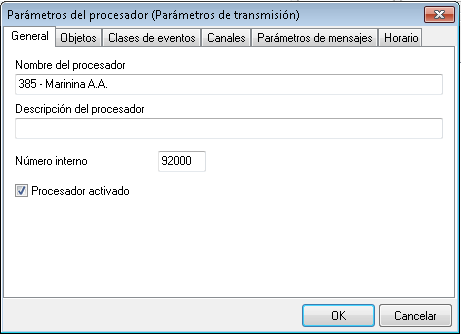 Parámetros del procesador (Parámetros de transmisión)
General Objetos Clases de eventos Canales Parámetros de mensajes Horario
Nombre del procesador
385 - Marinina A.A.
Descripción del procesador
Número interno 92000
Procesador activado
OK Cancelar